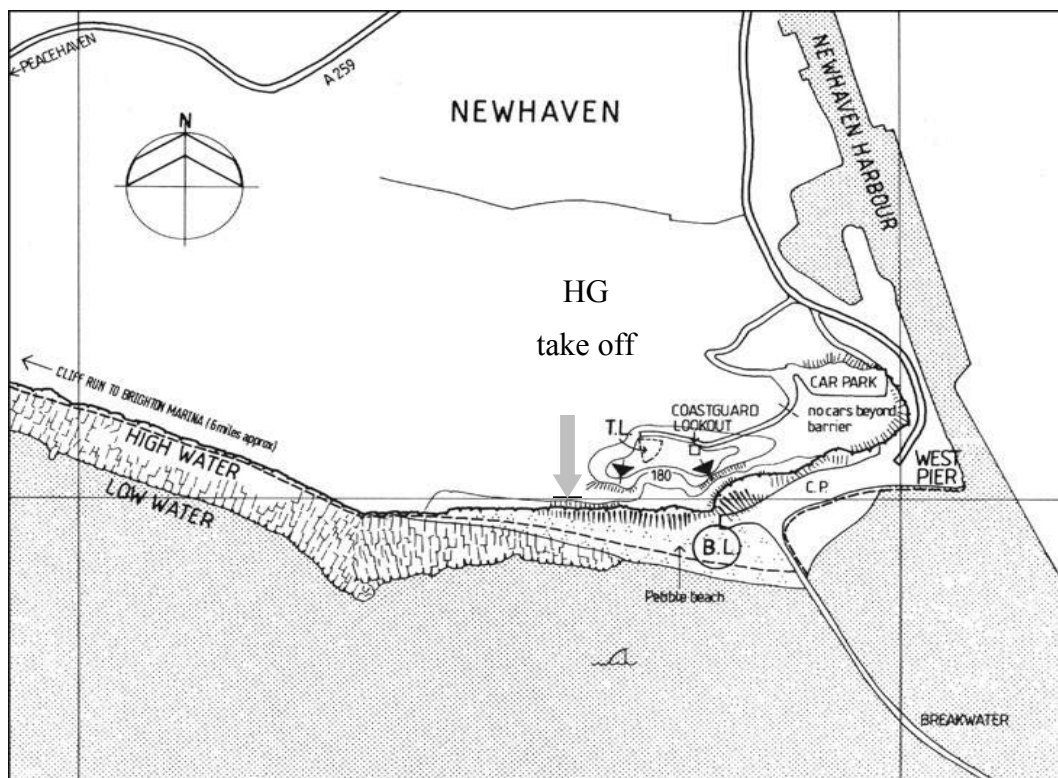 ← PEACEHAVEN
A 259
N
NEWHAVEN
NEWHAVEN HARBOUR
HG
take off
← CLIFF RUN TO BRIGHTON MARINA (6 miles approx)
CAR PARK
no cars beyond
barrier
COASTGUARD
LOOKOUT
T.L.
180
HIGH WATER
LOW WATER
WEST
PIER
C.P.
B.L.
Pebble beach
BREAKWATER